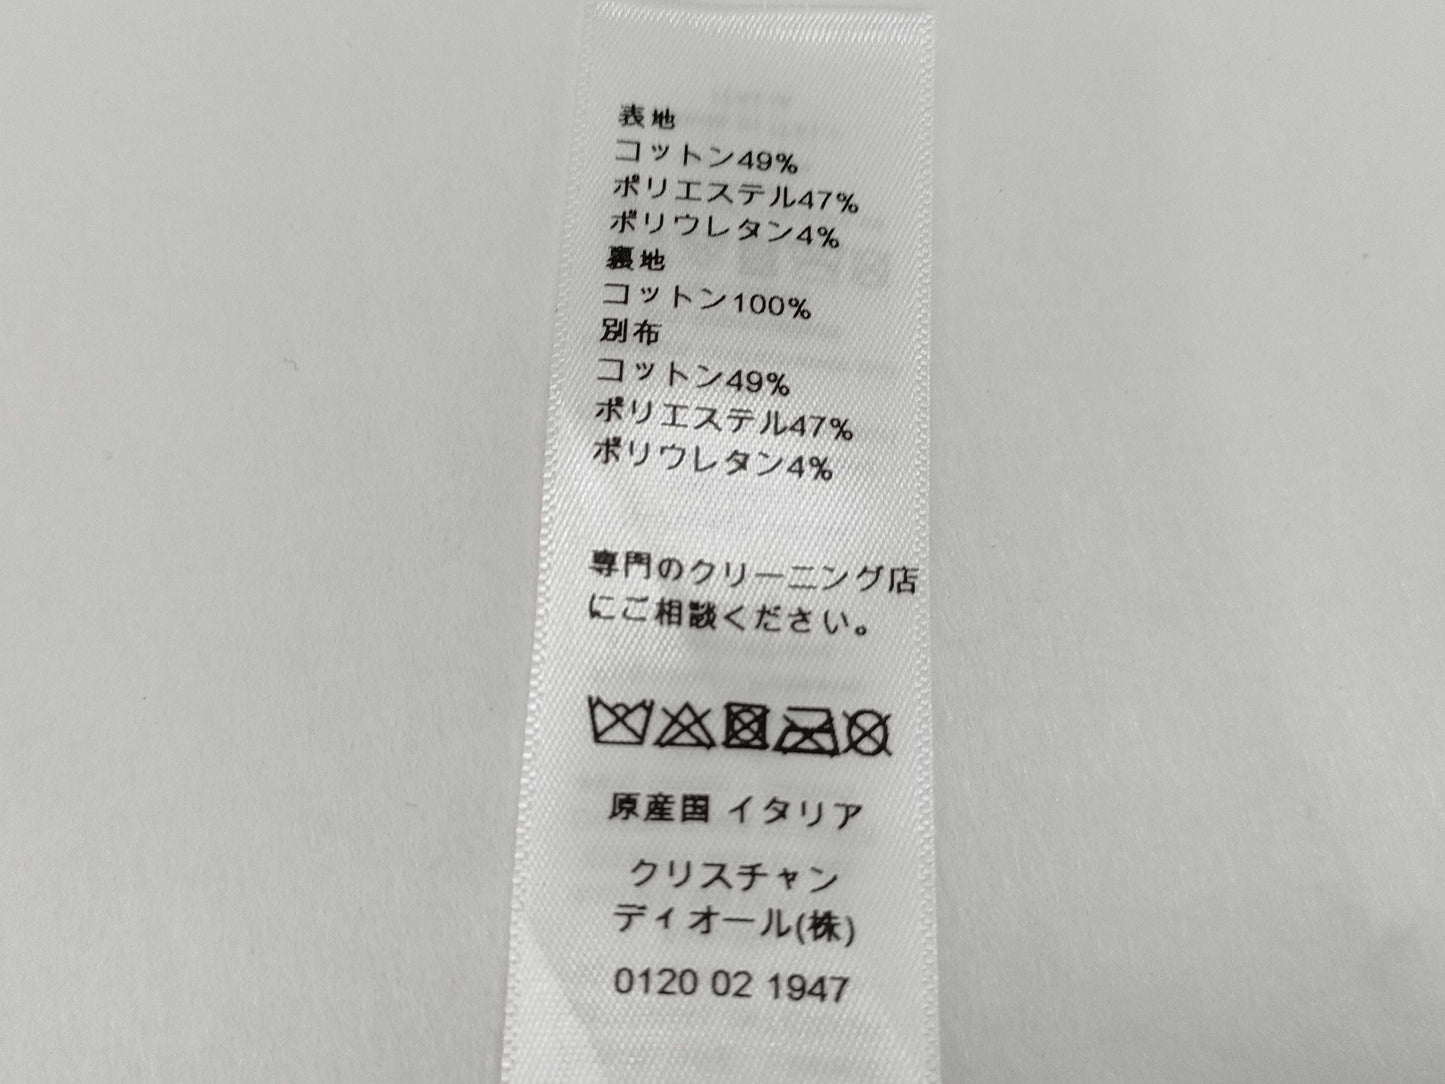 表地
コットン49%
ポリエステル47%
ポリウレタン4%
裏地
コットン100%
別布
コットン49%
ポリエステル47%
ポリウレタン4%
専門のクリーニング店
にご相談ください。
原産国 イタリア
クリスチャン
ディオール(株)
0120 02 1947